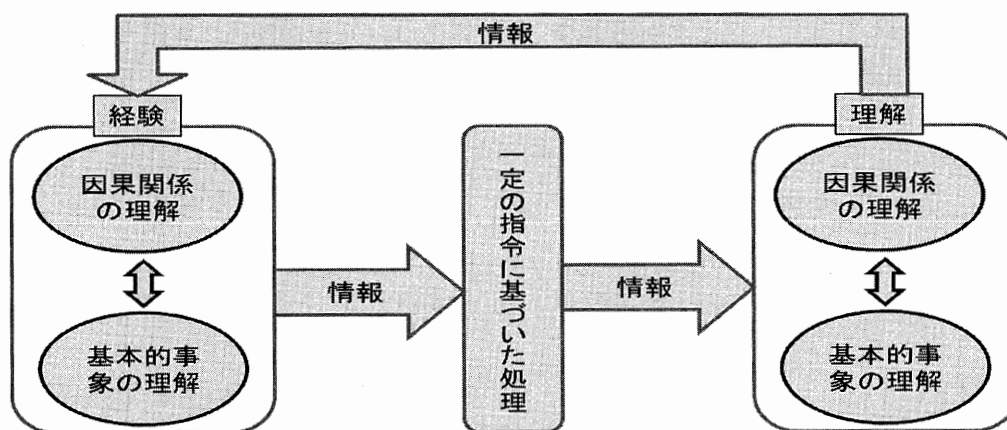 情報
経験
因果関係
の理解
基本的事
象の理解
情報
一定の指令に基づいた処理
情報
理解
因果関係
の理解
基本的事
象の理解